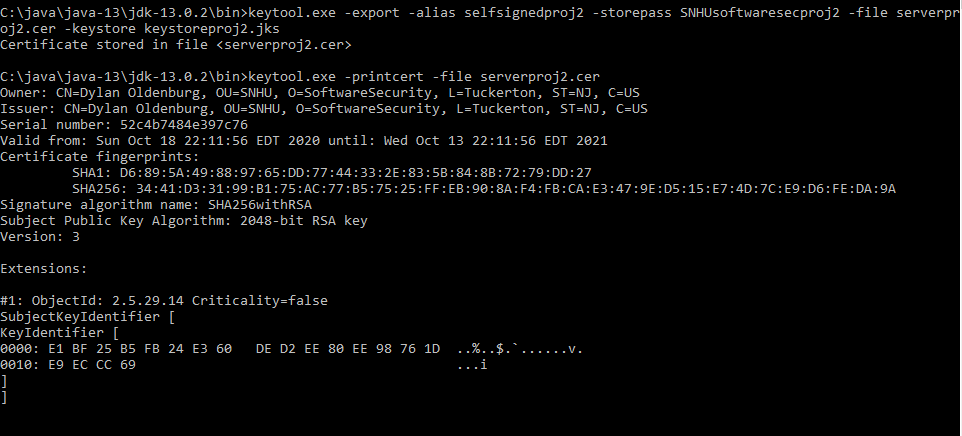 C:\java\java-13\jdk-13.0.2\bin>keytool.exe -export -alias selfsignedproj2 -storepass SNHUsoftwaresecproj2 -file serverpr
oj2.cer -keystore keystoreproj2.jks
Certificate stored in file <serverproj2.cer>
C:\java\java-13\jdk-13.0.2\bin>keytool.exe -printcert -file serverproj2.cer
Owner: CN=Dylan Oldenburg, OU=SNHU, O=SoftwareSecurity, L=Tuckerton, ST=NJ, C=US
Issuer: CN=Dylan Oldenburg, OU=SNHU, O=SoftwareSecurity, L=Tuckerton, ST=NJ, C=US
Serial number: 52c4b7484e397c76
Valid from: Sun Oct 18 22:11:56 EDT 2020 until: Wed Oct 13 22:11:56 EDT 2021
Certificate fingerprints:
SHA1: D6:89:5A:49:88:97:65:DD:77:44:33:2E:83:5B:84:8B:72:79:DD:27
SHA256: 34:41:D3:31:99:B1:75:AC:77:B5:75:25:FF:EB:90:8A:F4:FB:CA:E3:47:9E:D5:15:E7:4D:7C:E9:D6:FE:DA:9A
Signature algorithm name: SHA256withRSA
Subject Public Key Algorithm: 2048-bit RSA key
Version: 3
Extensions:
#1: ObjectId: 2.5.29.14 Criticality=false
SubjectKeyIdentifier [
KeyIdentifier [
0000: E1 BF 25 B5 FB 24 E3 60   DE D2 EE 80 EE 98 76 1D  ..%..$.`......v.
0010: E9 EC CC 69                                        ...i
]
]